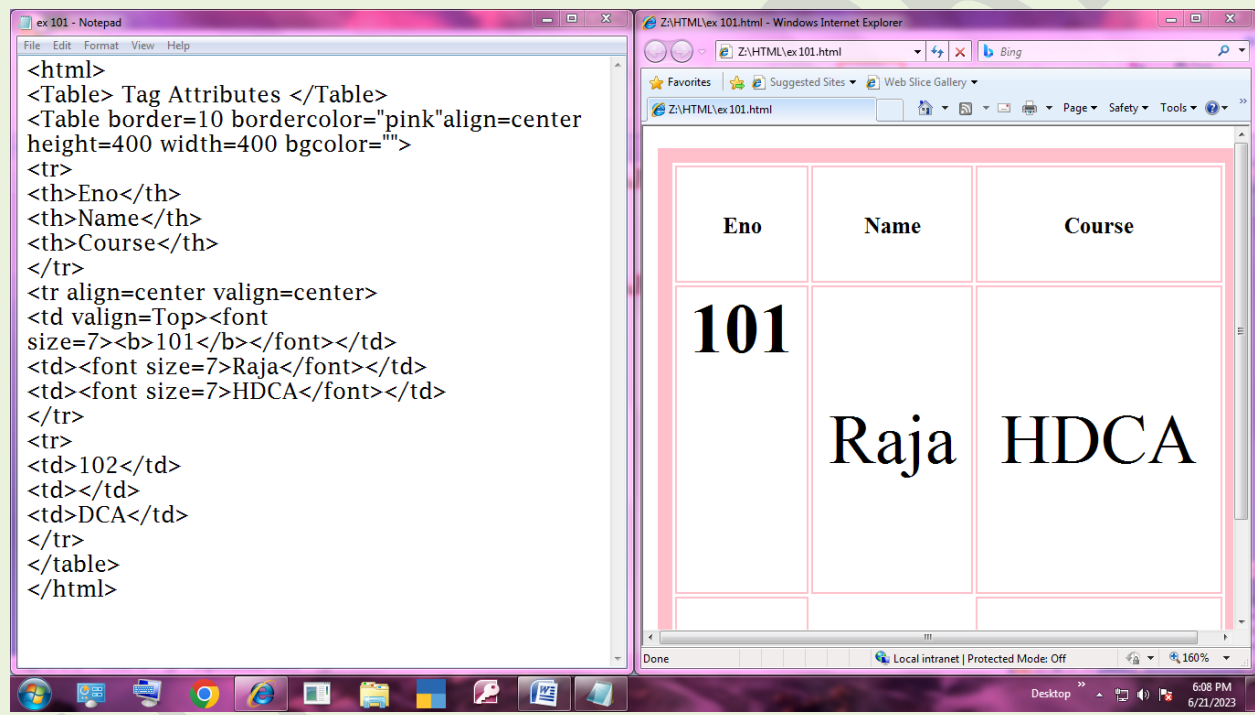 ex 101 - Notepad
File Edit Format View Help
<html>
<Table> Tag Attributes </Table>
<Table border=10 bordercolor="pink"align=center
height=400 width=400 bgcolor="">
<tr>
<th>Eno</th>
<th>Name</th>
<th>Course</th>
</tr>
<tr align=center valign=center>
<td valign=Top><font
size=7><b>101</b></font></td>
<td><font size=7>Raja</font></td>
<td><font size=7>HDCA</font></td>
</tr>
<tr>
<td>102</td>
<td></td>
<td>DCA</td>
</tr>
</table>
</html>
Z:\HTML\ex 101.html - Windows Internet Explorer
Z:\HTML\ex 101.html
Bing
Favorites Suggested Sites Web Slice Gallery
Z:\HTML\ex 101.html
Page Safety Tools
Eno Name Course
101
Raja HDCA
Done Local intranet | Protected Mode: Off 160%
Desktop
6:08 PM
6/21/2023